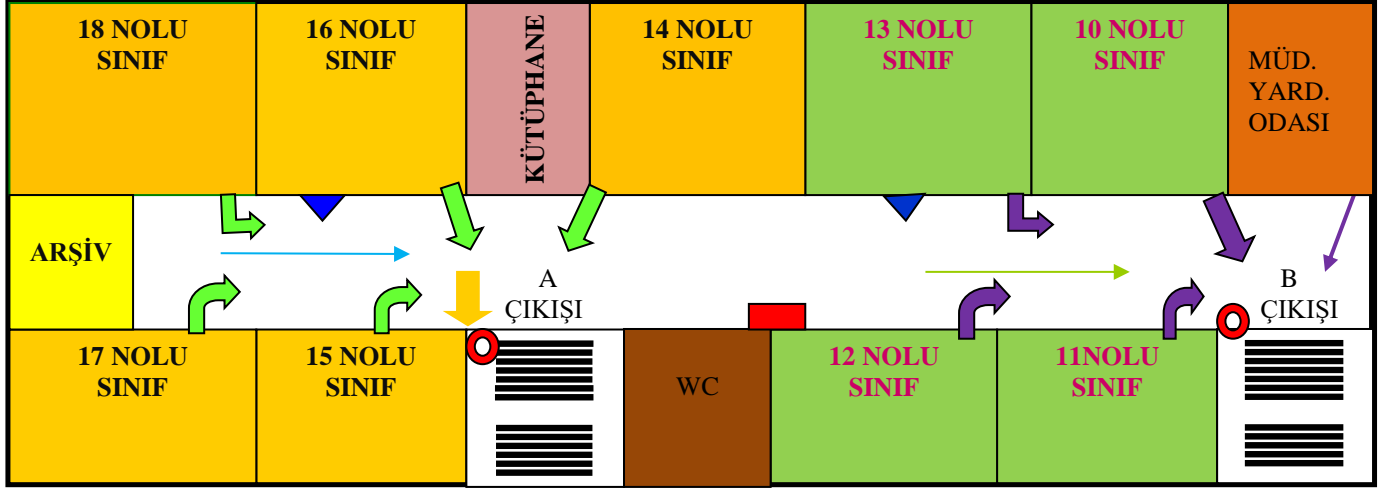 18 NOLU
SINIF
16 NOLU
SINIF
KÜTÜPHANE
14 NOLU
SINIF
13 NOLU
SINIF
10 NOLU
SINIF
MÜD.
YARD.
ODASI
ARŞİV
A
ÇIKIŞI
B
ÇIKIŞI
17 NOLU
SINIF
15 NOLU
SINIF
WC
12 NOLU
SINIF
11NOLU
SINIF